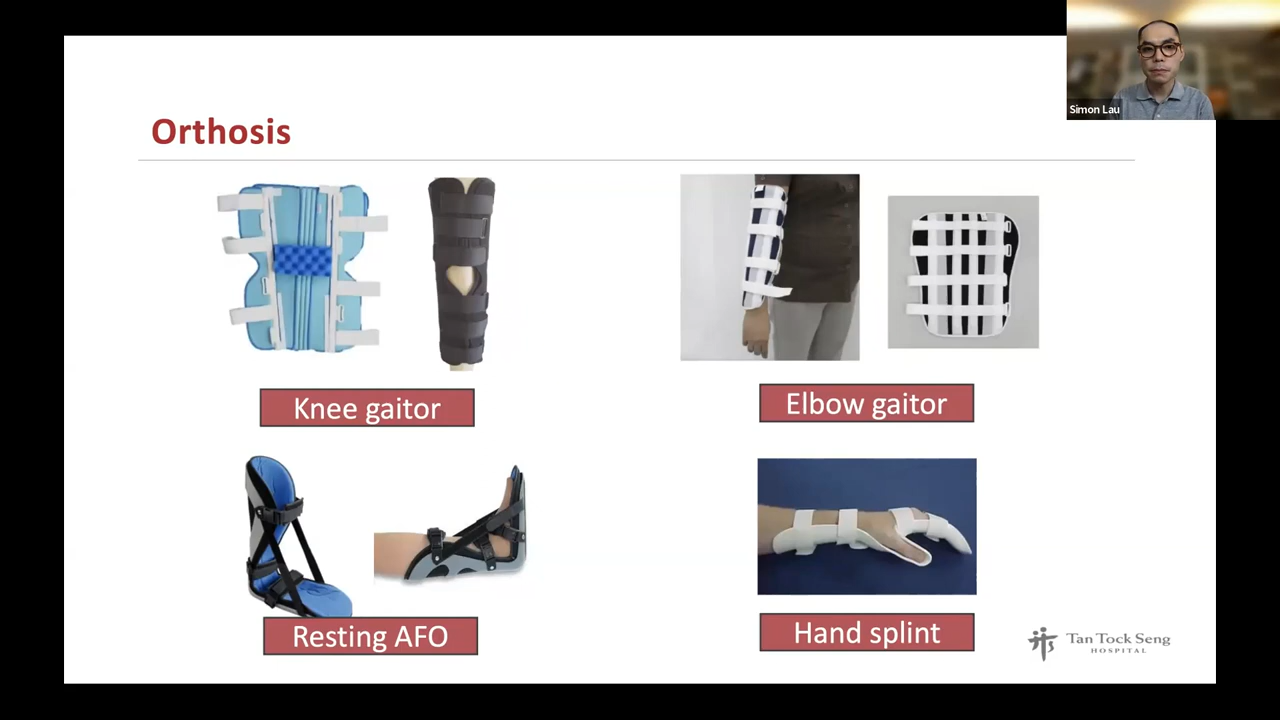 Simon Lau
Orthosis
Knee gaitor
Elbow gaitor
Resting AFO
Hand splint
Tan Tock Seng
HOSPITAL